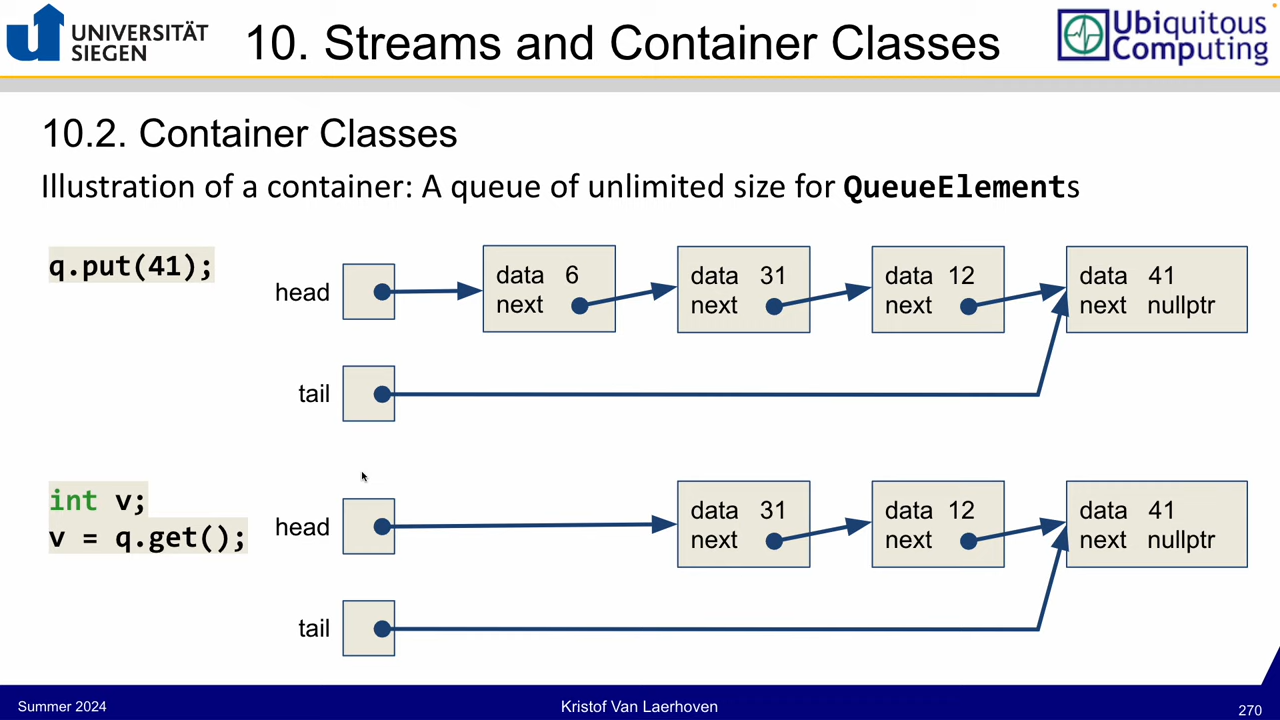 UNIVERSITÄT
SIEGEN
10. Streams and Container Classes
Ubiquitous
Computing
10.2. Container Classes
Illustration of a container: A queue of unlimited size for QueueElements
q.put(41);
head
data 6
next
data 31
next
data 12
next
data 41
next nullptr
tail
int v;
v = q.get();
head
data 31
next
data 12
next
data 41
next nullptr
tail
Summer 2024
Kristof Van Laerhoven
270